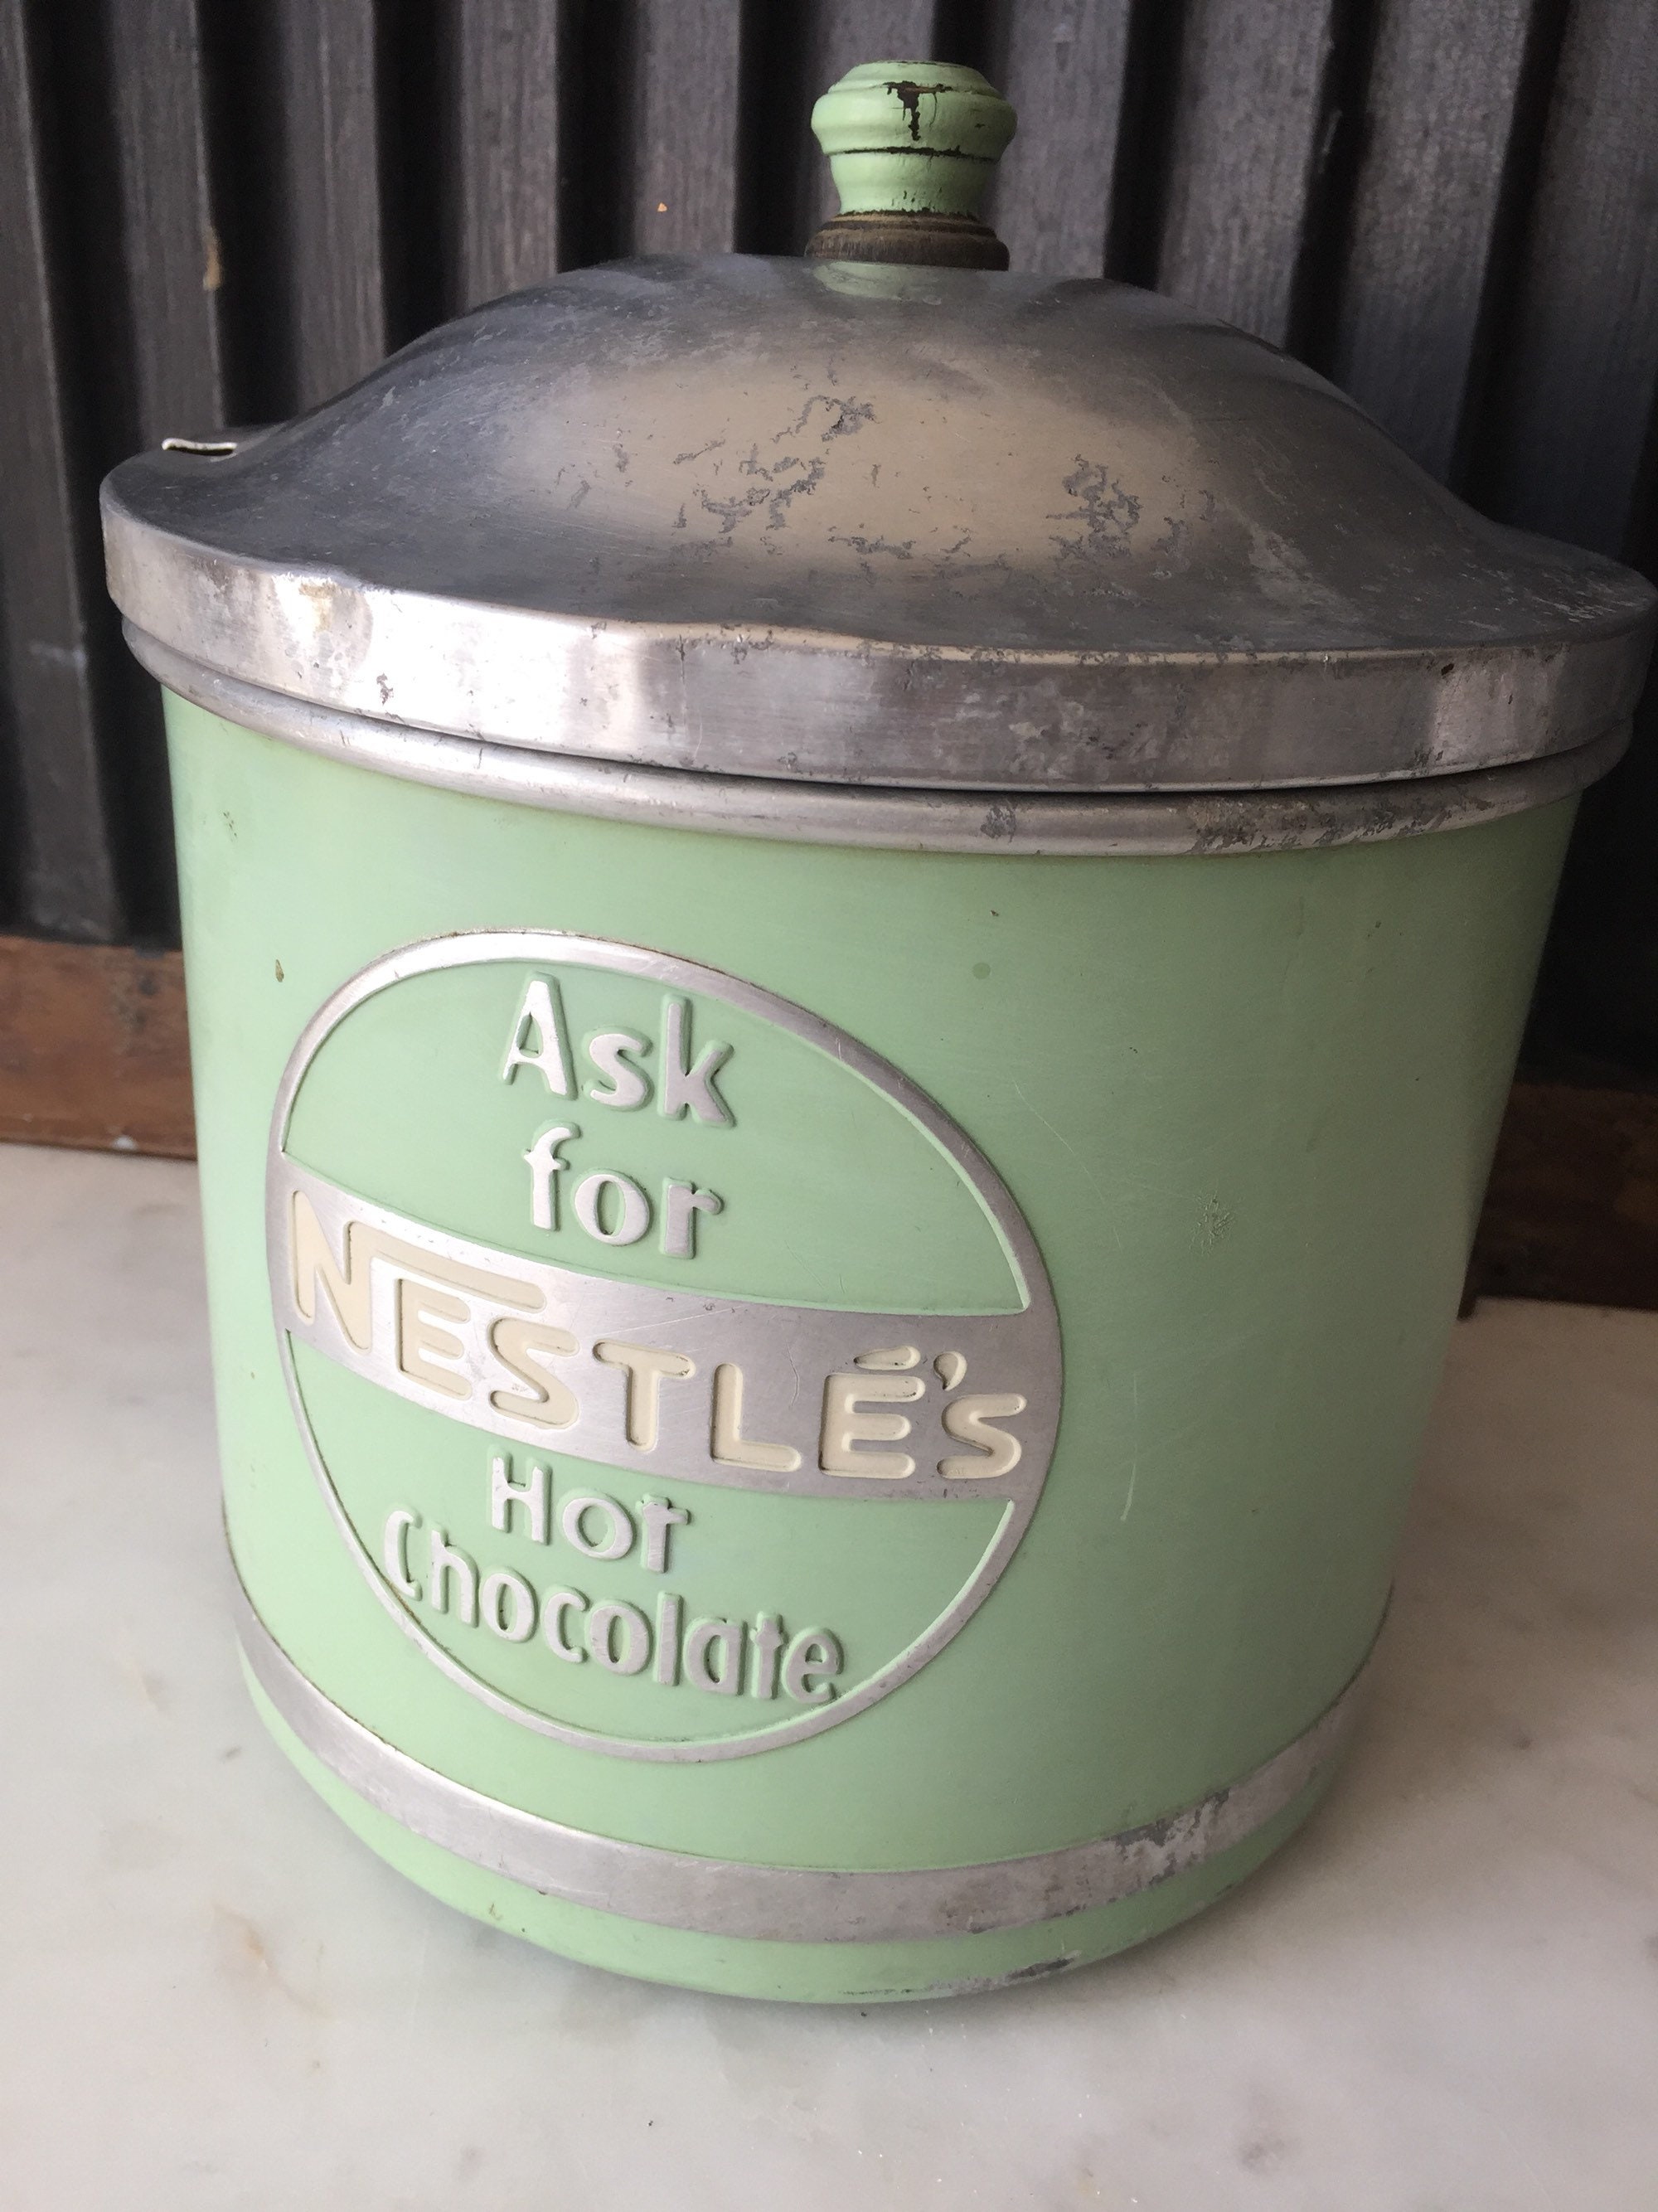 Ask
for
NESTLÉ's
Hot
Chocolate